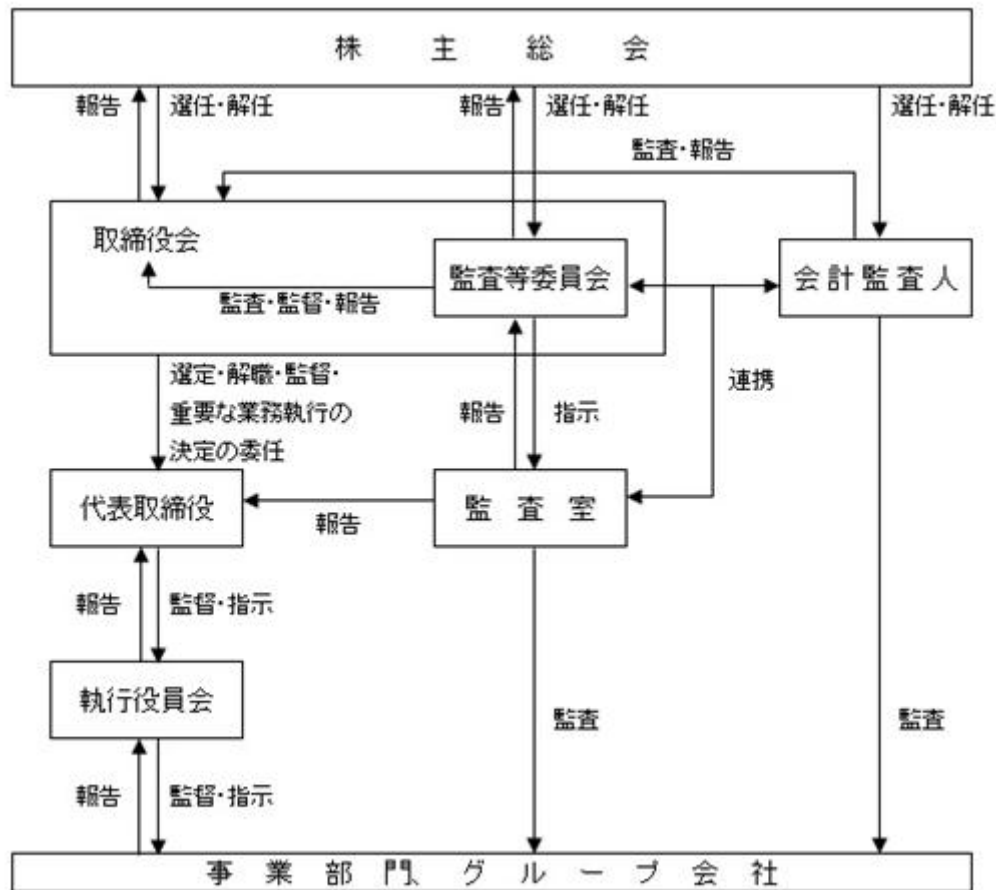 株主総会
報告
選任・解任
報告
選任・解任
選任・解任
監査・報告
取締役会
監査等委員会
会計監査人
監査・監督・報告
選定・解職・監督・
重要な業務執行の
決定の委任
報告
指示
連携
代表取締役
報告
監査室
報告
監督・指示
執行役員会
監査
監査
報告
監督・指示
事業部門、グループ会社